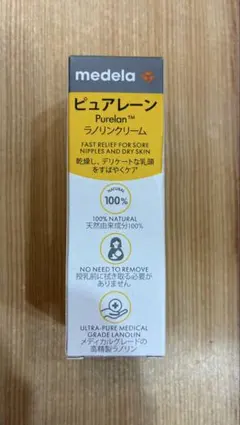 medela
ピュアレーン
Purelan™
ラノリンクリーム
FAST RELIEF FOR SORE
NIPPLES AND DRY SKIN
乾燥し、デリケートな乳頭
をすばやくケア
NATURAL
100%
100% NATURAL
天然由来成分100%
NO NEED TO REMOVE
授乳前に拭き取る必要が
ありません
ULTRA-PURE MEDICAL
GRADE LANOLIN
メディカルグレードの
高精製ラノリン